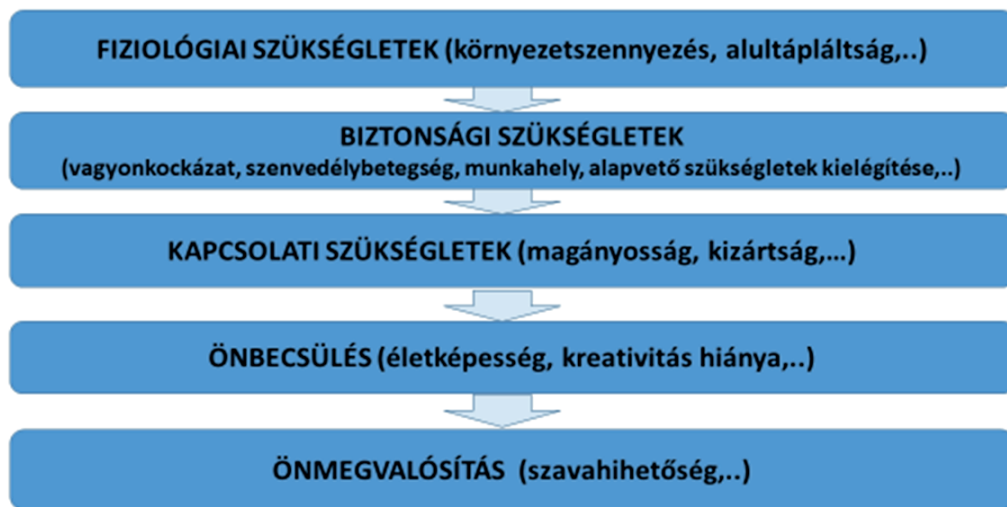 FIZIOLÓGIAI SZÜKSÉGLETEK (környezetszennyezés, alultápláltság,..)
BIZTONSÁGI SZÜKSÉGLETEK
(vagyonkockázat, szenvedélybetegség, munkahely, alapvető szükségletek kielégítése,..)
KAPCSOLATI SZÜKSÉGLETEK (magányosság, kizártság,...)
ÖNBECSÜLÉS (életképesség, kreativitás hiánya,..)
ÖNMEGVALÓSÍTÁS (szavahihetőség,..)